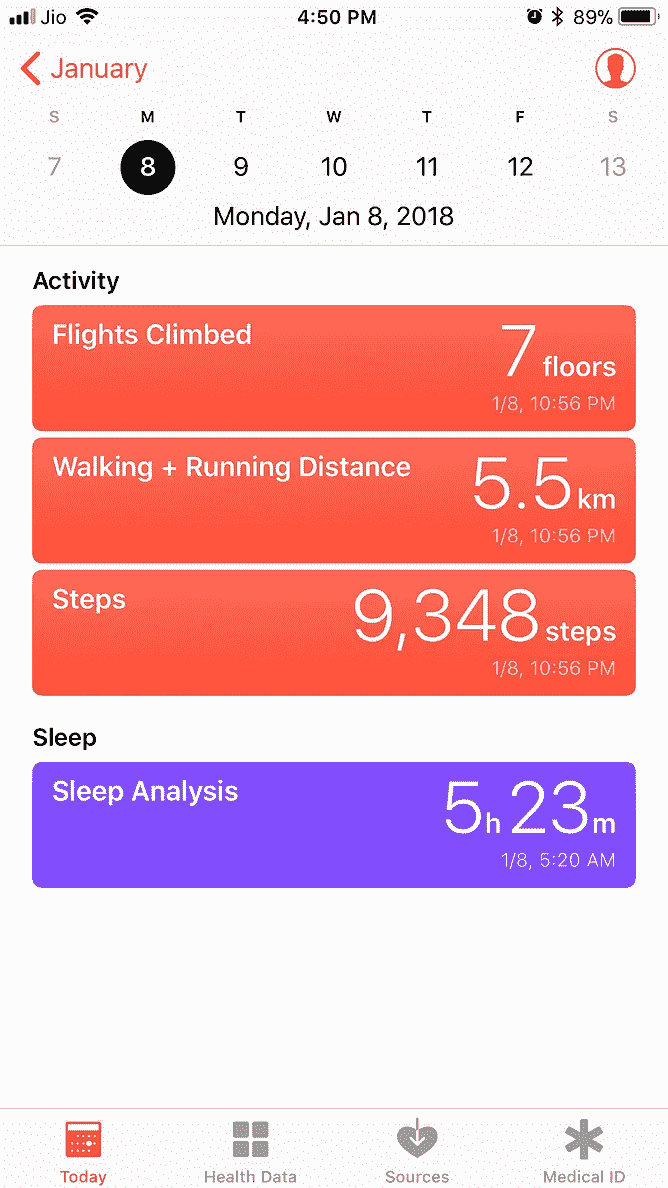 Jio 4:50 PM 89%
January
S M T W T F S
7 8 9 10 11 12 13
Monday, Jan 8, 2018
Activity
Flights Climbed 7 floors
1/8, 10:56 PM
Walking + Running Distance 5.5 km
1/8, 10:56 PM
Steps 9,348 steps
1/8, 10:56 PM
Sleep
Sleep Analysis 5h 23m
1/8, 5:20 AM
Today Health Data Sources Medical ID